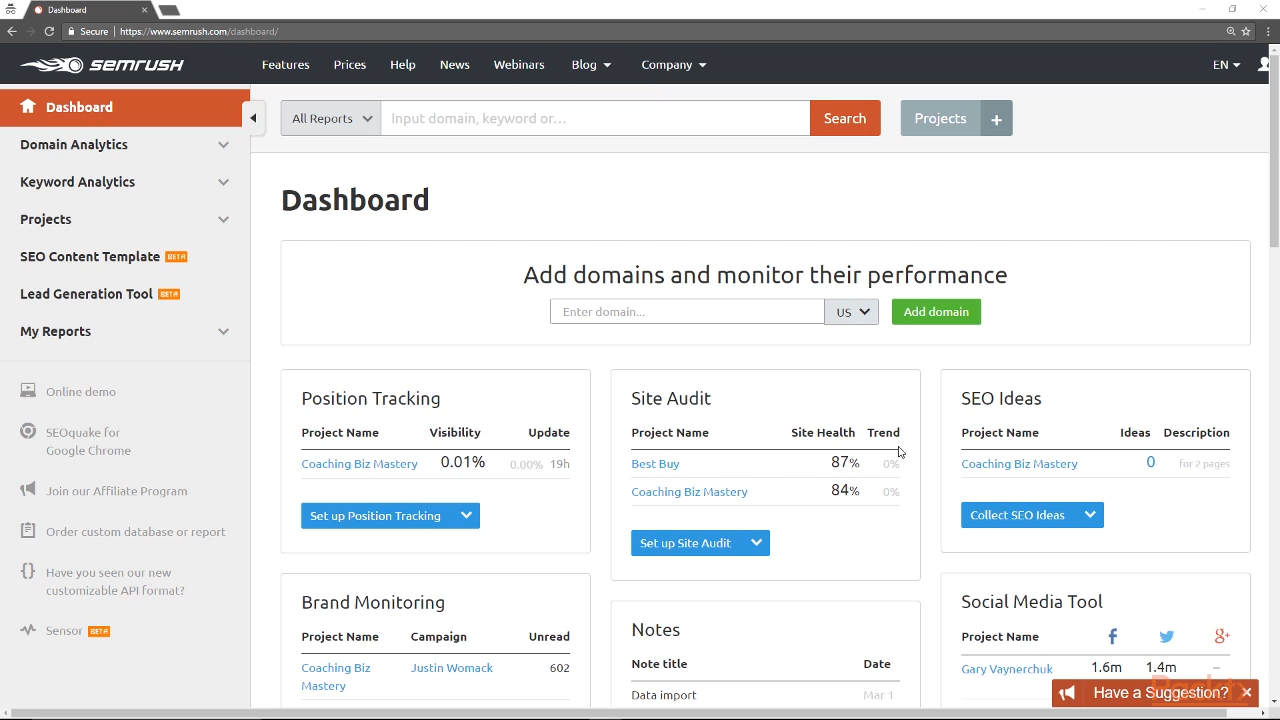 Dashboard
Secure https://www.semrush.com/dashboard/
SEMRUSH
Features Prices Help News Webinars Blog Company EN
Dashboard
Domain Analytics
Keyword Analytics
Projects
SEO Content Template BETA
Lead Generation Tool BETA
My Reports
Online demo
SEOquake for
Google Chrome
Join our Affiliate Program
Order custom database or report
Have you seen our new
customizable API format?
Sensor BETA
All Reports Input domain, keyword or... Search Projects +
Dashboard
Add domains and monitor their performance
Enter domain... US Add domain
Position Tracking
Project Name Visibility Update
Coaching Biz Mastery 0.01% 0.00% 19h
Set up Position Tracking
Site Audit
Project Name Site Health Trend
Best Buy 87% 0%
Coaching Biz Mastery 84% 0%
Set up Site Audit
SEO Ideas
Project Name Ideas Description
Coaching Biz Mastery 0 for 2 pages
Collect SEO Ideas
Brand Monitoring
Project Name Campaign Unread
Coaching Biz Justin Womack 602
Mastery
Notes
Note title Date
Data import Mar 1
Social Media Tool
Project Name f g+
Gary Vaynerchuk 1.6m 1.4m –
Have a Suggestion? ×
Packt>